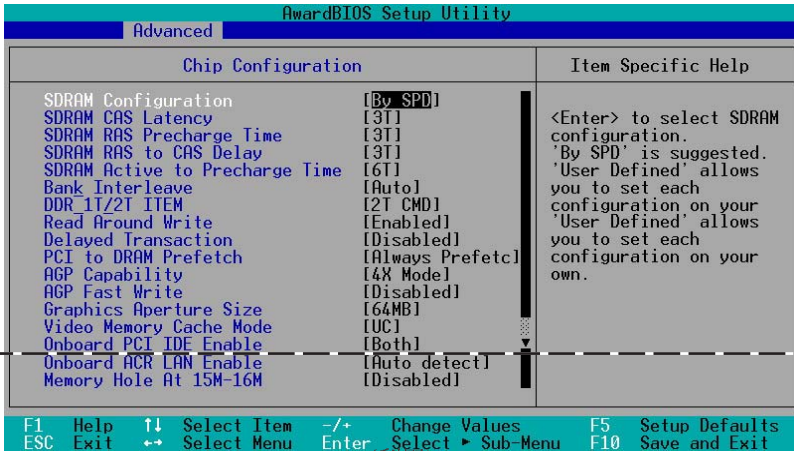 AwardBIOS Setup Utility
Advanced
Chip Configuration
Item Specific Help
SDRAM Configuration [By SPD]
SDRAM CAS Latency [3T]
SDRAM RAS Precharge Time [3T]
SDRAM RAS to CAS Delay [3T]
SDRAM Active to Precharge Time [6T]
Bank Interleave [Auto]
DDR_1T/2T ITEM [2T CMD]
Read Around Write [Enabled]
Delayed Transaction [Disabled]
PCI to DRAM Prefetch [Always Prefetc]
AGP Capability [4X Mode]
AGP Fast Write [Disabled]
Graphics Aperture Size [64MB]
Video Memory Cache Mode [UC]
Onboard PCI IDE Enable [Both]
Onboard ACR LAN Enable [Auto detect]
Memory Hole At 15M-16M [Disabled]
<Enter> to select SDRAM
configuration.
'By SPD' is suggested.
'User Defined' allows
you to set each
configuration on your
'User Defined' allows
you to set each
configuration on your
own.
F1 Help ↑↓ Select Item -/+ Change Values F5 Setup Defaults
ESC Exit ↔ Select Menu Enter Select ► Sub-Menu F10 Save and Exit